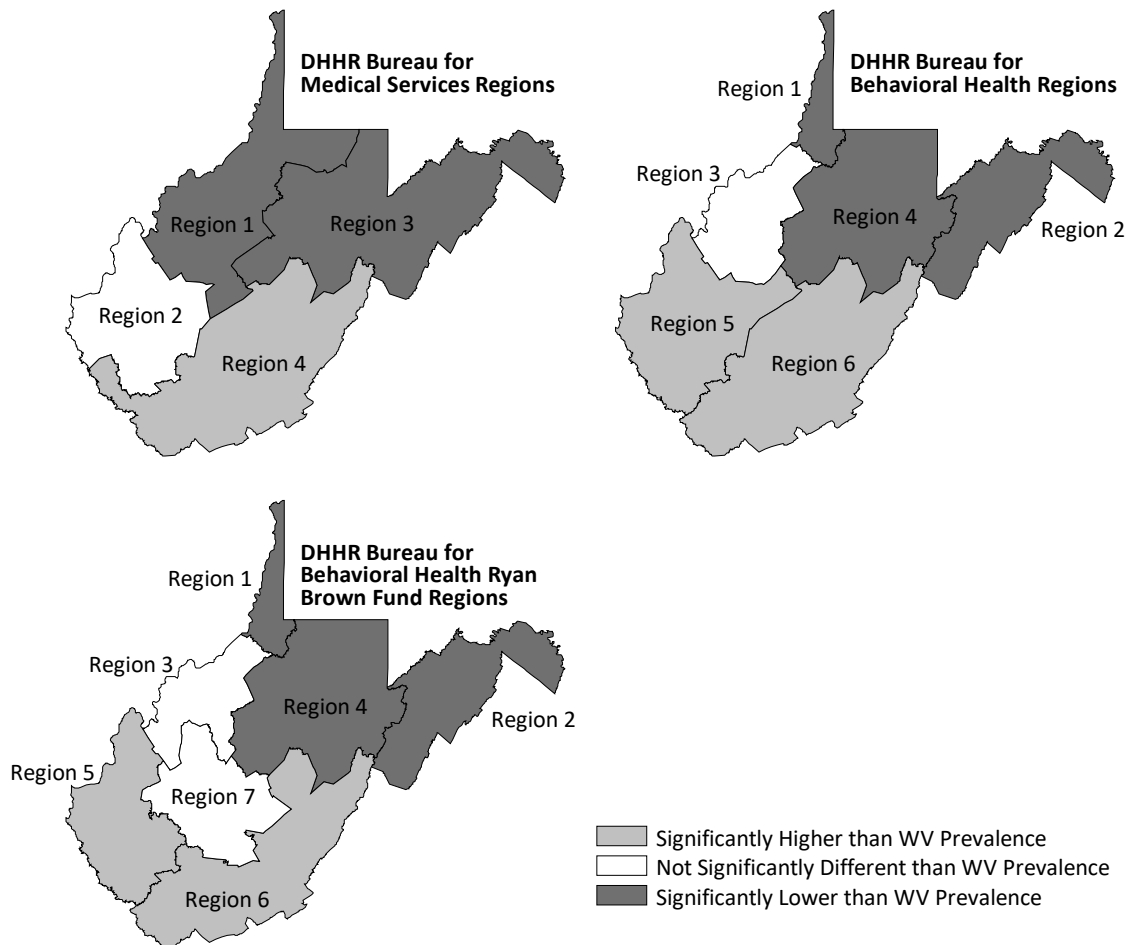 DHHR Bureau for
Medical Services Regions
Region 1
Region 3
Region 2
Region 4
DHHR Bureau for
Behavioral Health Regions
Region 1
Region 3
Region 4
Region 2
Region 5
Region 6
DHHR Bureau for
Behavioral Health Ryan
Brown Fund Regions
Region 1
Region 3
Region 4
Region 2
Region 5
Region 7
Region 6
Significantly Higher than WV Prevalence
Not Significantly Different than WV Prevalence
Significantly Lower than WV Prevalence